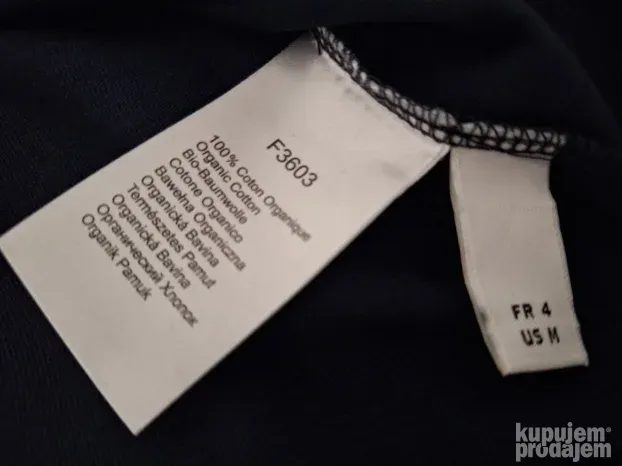 F3603
100% Coton Organique
Organic Cotton
Bio-Baumwolle
Cotone Organico
Bawełna Organiczna
Organická Bavlna
Természetes Pamut
Organická Bavlna
Органический Хлопок
Organik Pamuk
FR 4
US M
kupujem
prodajem